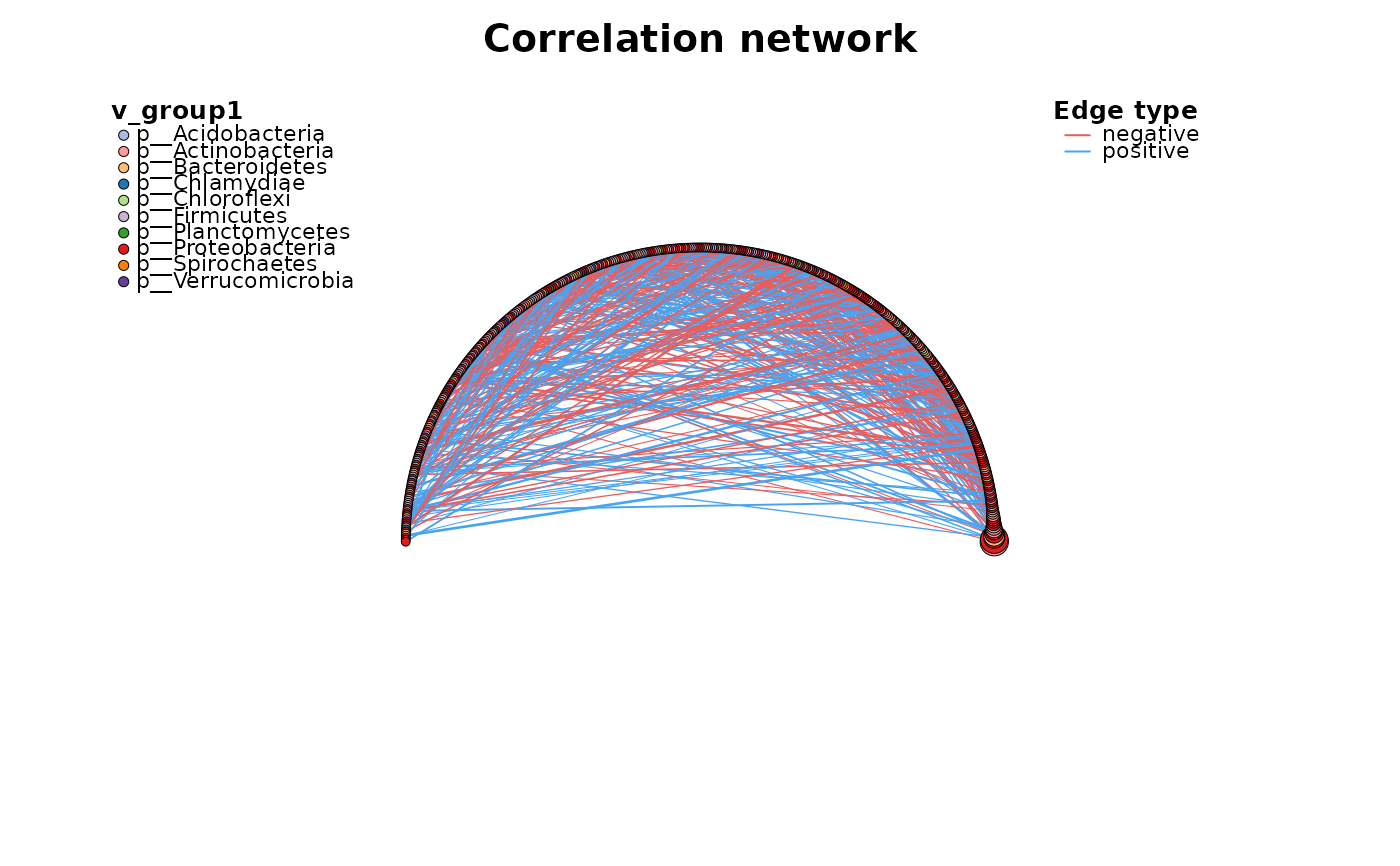 Correlation network
v_group1
p__Acidobacteria
p__Actinobacteria
p__Bacteroidetes
p__Chlamydiae
p__Chloroflexi
p__Firmicutes
p__Planctomycetes
p__Proteobacteria
p__Spirochaetes
p__Verrucomicrobia
Edge type
negative
positive